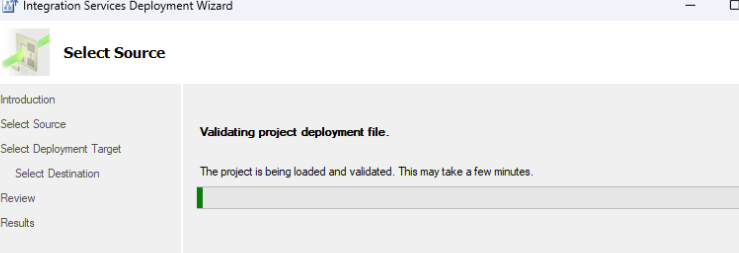 Integration Services Deployment Wizard
Select Source
Introduction
Select Source
Select Deployment Target
Select Destination
Review
Results
Validating project deployment file.
The project is being loaded and validated. This may take a few minutes.